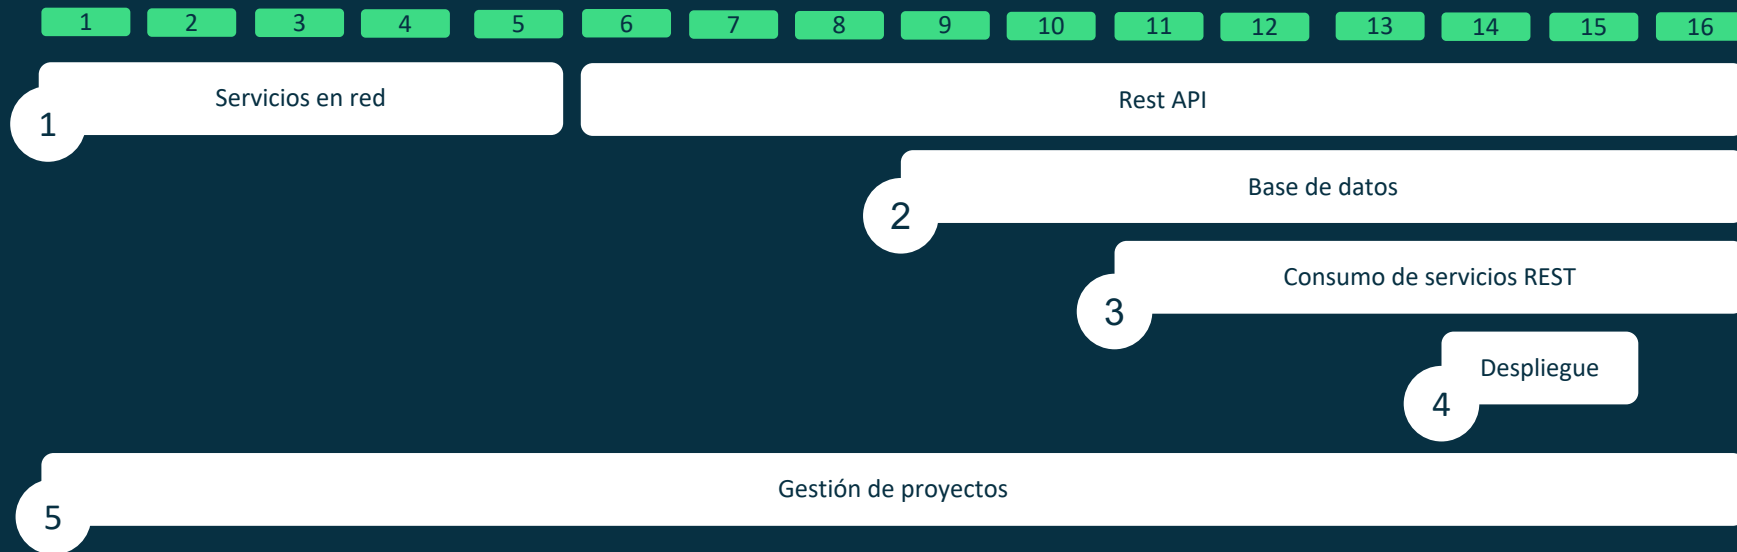 1 2 3 4 5 6 7 8 9 10 11 12 13 14 15 16
Servicios en red
Rest API
1
Base de datos
2
Consumo de servicios REST
3
Despliegue
4
Gestión de proyectos
5